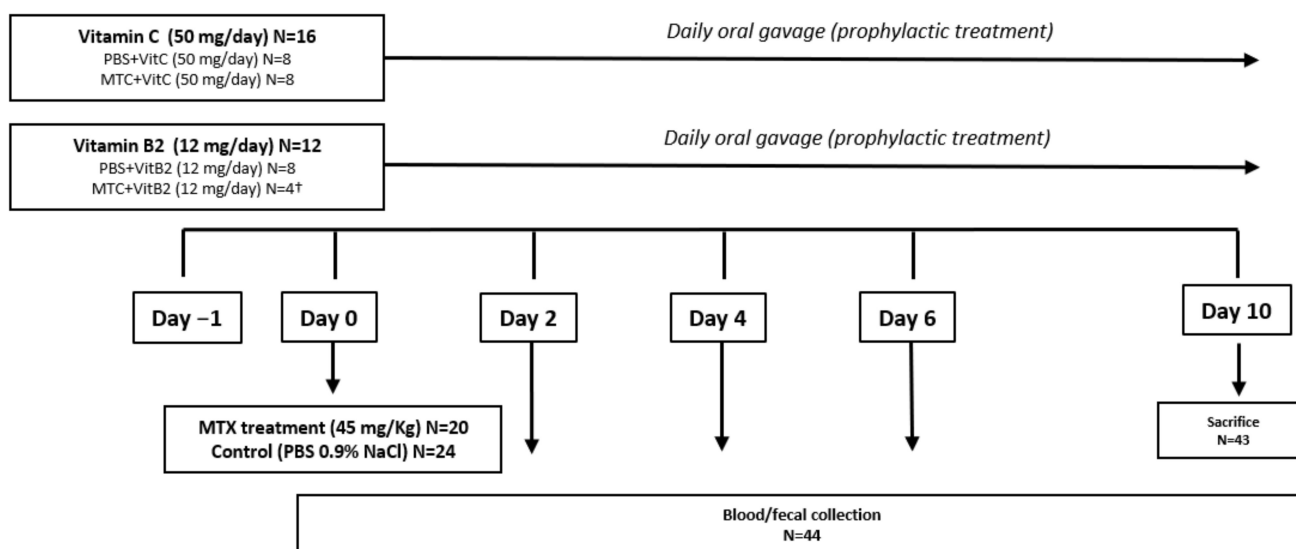 Vitamin C (50 mg/day) N=16
PBS+VitC (50 mg/day) N=8
MTC+VitC (50 mg/day) N=8
Daily oral gavage (prophylactic treatment)
Vitamin B2 (12 mg/day) N=12
PBS+VitB2 (12 mg/day) N=8
MTC+VitB2 (12 mg/day) N=4†
Daily oral gavage (prophylactic treatment)
Day −1
Day 0
Day 2
Day 4
Day 6
Day 10
MTX treatment (45 mg/Kg) N=20
Control (PBS 0.9% NaCl) N=24
Sacrifice
N=43
Blood/fecal collection
N=44